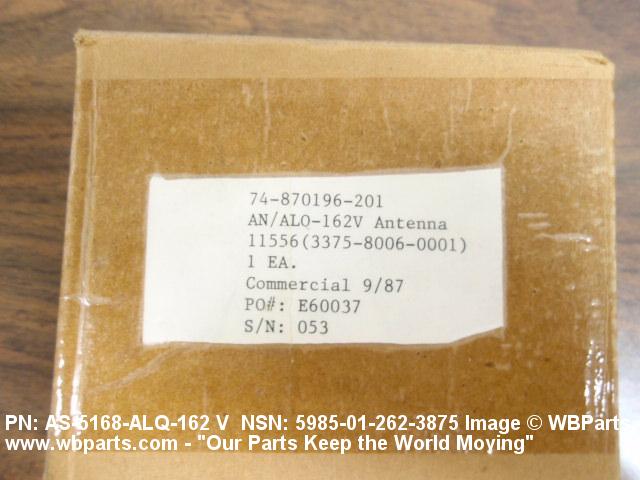 74-870196-201
AN/ALQ-162V Antenna
11556(3375-8006-0001)
1 EA.
Commercial 9/87
PO#: E60037
S/N: 053
PN: AS-5168-ALQ-162 V NSN: 5985-01-262-3875 Image © WBParts
www.wbparts.com - "Our Parts Keep the World Moving"